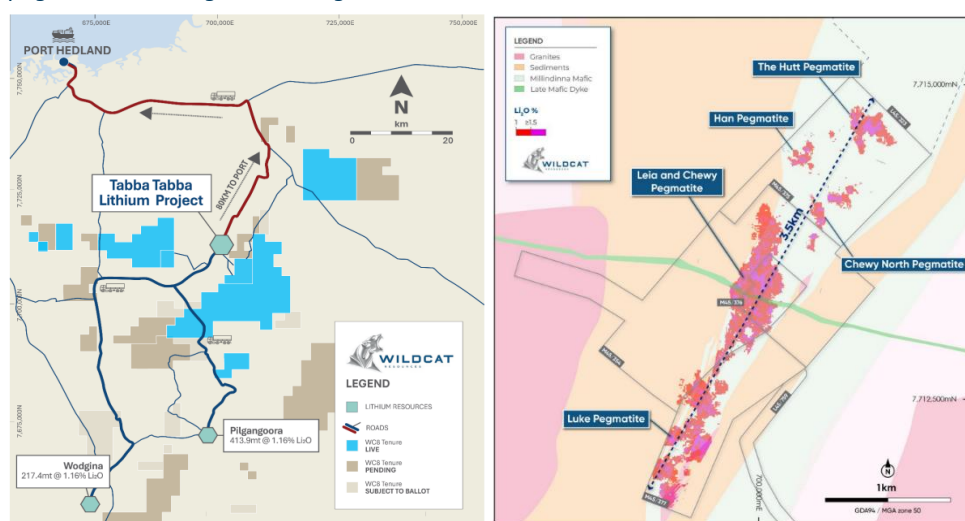 675,000E
700,000E
725,000E
750,000E
7,750,000N
7,725,000N
7,675,000N
PORT HEDLAND
N
km
0
20
Tabba Tabba
Lithium Project
80KM TO PORT
WILDCAT
RESOURCES
LEGEND
LITHIUM RESOURCES
ROADS
WC8 Tenure
LIVE
WC8 Tenure
PENDING
WC8 Tenure
SUBJECT TO BALLOT
Pilgangoora
413.9mt @ 1.16% Li₂O
Wodgina
217.4mt @ 1.16% Li₂O
LEGEND
Granites
Sediments
Millindinna Mafic
Late Mafic Dyke
Li₂O %
1 ≥1.5
WILDCAT
RESOURCES
The Hutt Pegmatite
7,715,000mN
Han Pegmatite
Leia and Chewy
Pegmatite
3.5km
Chewy North Pegmatite
M45 376
7,712,500mN
Luke Pegmatite
700,000mE
N
1km
GDA94 / MGA zone 50